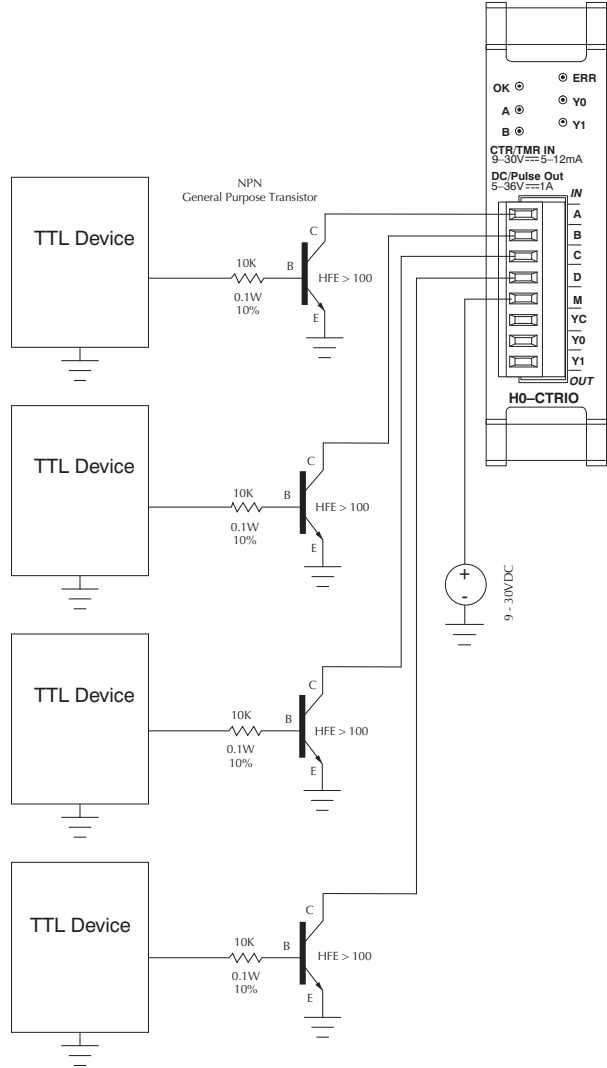 ERR
OK
Y0
A
Y1
B
CTR/TMR IN
9–30V⎓5–12mA
DC/Pulse Out
5–36V⎓1A
IN
A
B
C
D
M
YC
Y0
Y1
OUT
H0–CTRIO
NPN
General Purpose Transistor
TTL Device
10K
0.1W
10%
B
C
HFE > 100
E
TTL Device
10K
0.1W
10%
B
C
HFE > 100
E
+
-
9 - 30VDC
TTL Device
10K
0.1W
10%
B
C
HFE > 100
E
TTL Device
10K
0.1W
10%
B
C
HFE > 100
E